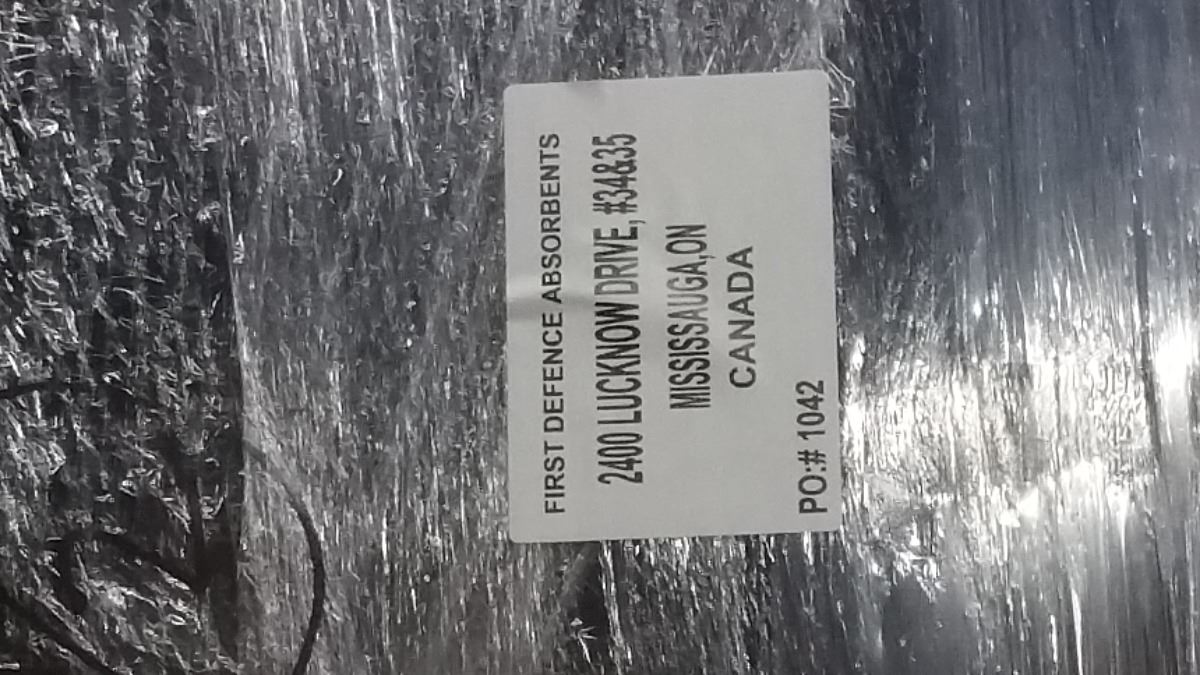 FIRST DEFENCE ABSORBENTS
2400 LUCKNOW DRIVE, #34&35
MISSISSAUGA,ON
CANADA
PO:# 1042